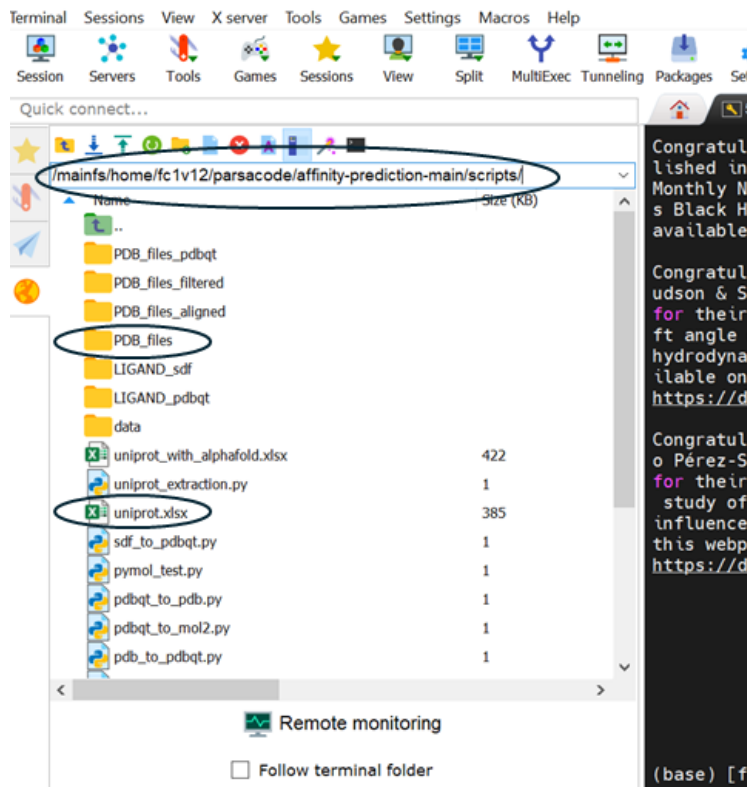 Terminal Sessions View X server Tools Games Settings Macros Help
Session Servers Tools Games Sessions View Split MultiExec Tunneling Packages
Quick connect...
/mainfs/home/fc1v12/parsacode/affinity-prediction-main/scripts/
Name Size (KB)
..
PDB_files_pdbqt
PDB_files_filtered
PDB_files_aligned
PDB_files
LIGAND_sdf
LIGAND_pdbqt
data
uniprot_with_alphafold.xlsx 422
uniprot_extraction.py 1
uniprot.xlsx 385
sdf_to_pdbqt.py 1
pymol_test.py 1
pdbqt_to_pdb.py 1
pdbqt_to_mol2.py 1
pdb_to_pdbqt.py 1
Remote monitoring
Follow terminal folder
Congratul
lished in
Monthly N
s Black H
available
Congratul
udson & S
for their
ft angle
hydrodyna
ilable on
https://d
Congratul
o Pérez-S
for their
study of
influence
this webp
https://d
(base) [f